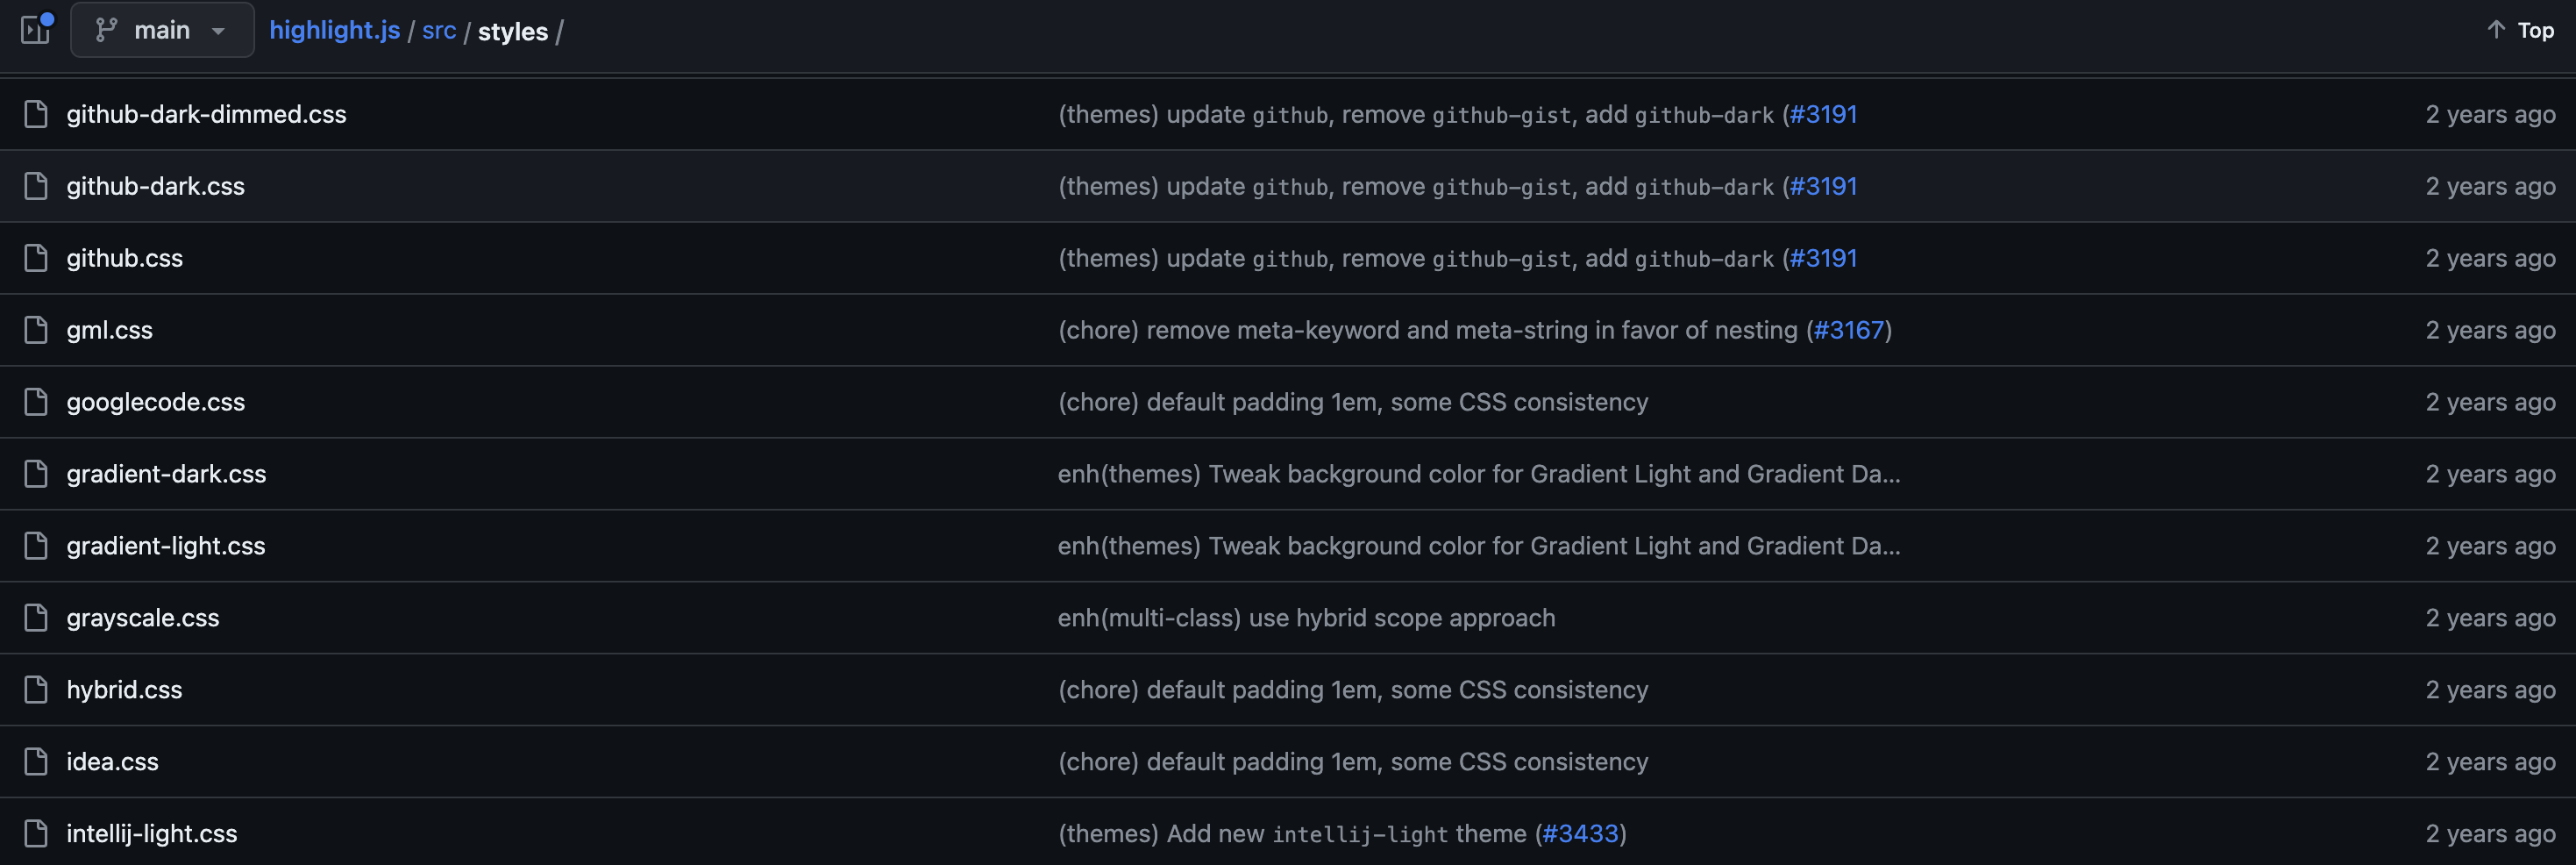 main highlight.js / src / styles / Top
github-dark-dimmed.css (themes) update github, remove github-gist, add github-dark (#3191 2 years ago
github-dark.css (themes) update github, remove github-gist, add github-dark (#3191 2 years ago
github.css (themes) update github, remove github-gist, add github-dark (#3191 2 years ago
gml.css (chore) remove meta-keyword and meta-string in favor of nesting (#3167) 2 years ago
googlecode.css (chore) default padding 1em, some CSS consistency 2 years ago
gradient-dark.css enh(themes) Tweak background color for Gradient Light and Gradient Da... 2 years ago
gradient-light.css enh(themes) Tweak background color for Gradient Light and Gradient Da... 2 years ago
grayscale.css enh(multi-class) use hybrid scope approach 2 years ago
hybrid.css (chore) default padding 1em, some CSS consistency 2 years ago
idea.css (chore) default padding 1em, some CSS consistency 2 years ago
intellij-light.css (themes) Add new intellij-light theme (#3433) 2 years ago